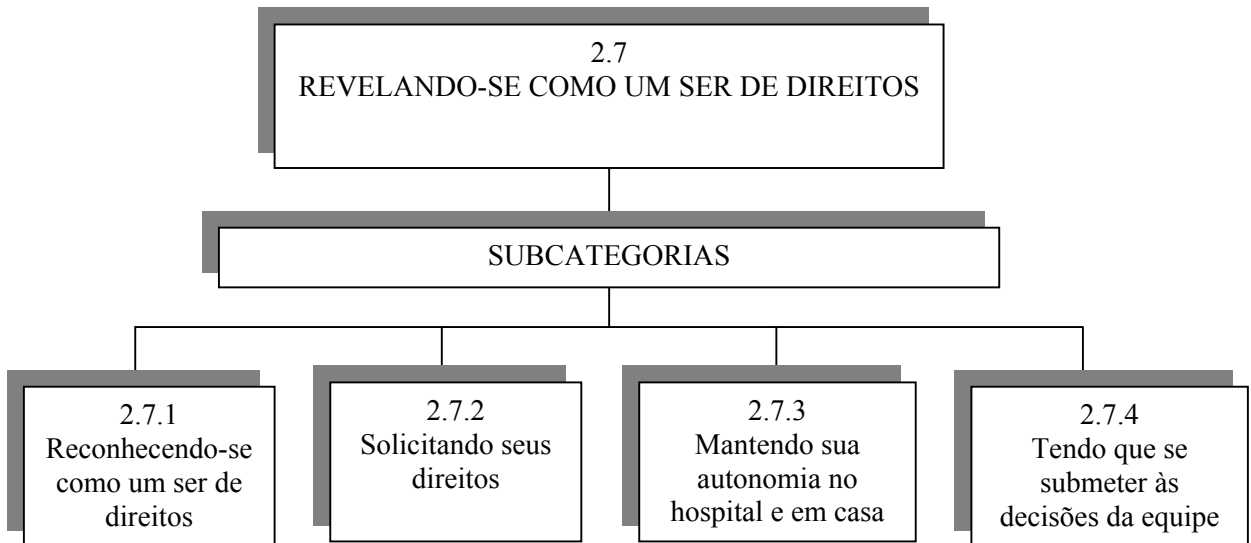 2.7
REVELANDO-SE COMO UM SER DE DIREITOS
SUBCATEGORIAS
2.7.1
Reconhecendo-se
como um ser de
direitos
2.7.2
Solicitando seus
direitos
2.7.3
Mantendo sua
autonomia no
hospital e em casa
2.7.4
Tendo que se
submeter às
decisões da equipe